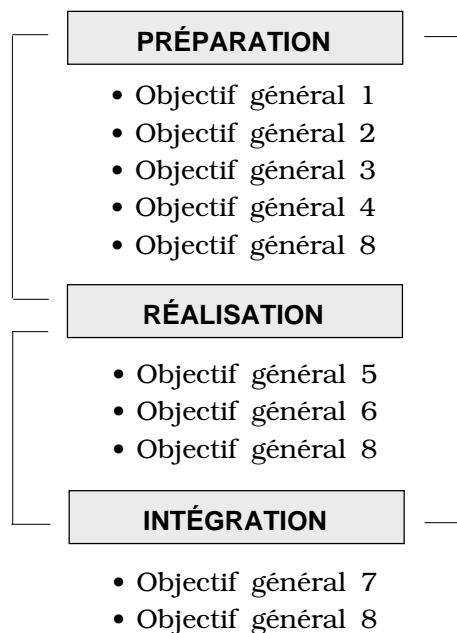 PRÉPARATION
• Objectif général 1
• Objectif général 2
• Objectif général 3
• Objectif général 4
• Objectif général 8
RÉALISATION
• Objectif général 5
• Objectif général 6
• Objectif général 8
INTÉGRATION
• Objectif général 7
• Objectif général 8